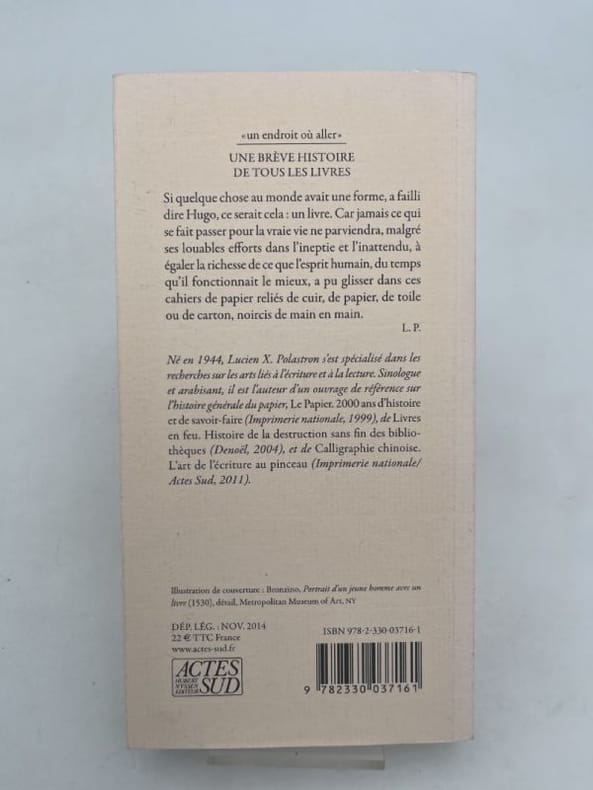 «un endroit où aller»
UNE BRÈVE HISTOIRE
DE TOUS LES LIVRES
Si quelque chose au monde avait une forme, a failli
dire Hugo, ce serait cela : un livre. Car jamais ce qui
se fait passer pour la vraie vie ne parviendra, malgré
ses louables efforts dans l'ineptie et l'inattendu, à
égaler la richesse de ce que l'esprit humain, du temps
qu'il fonctionnait le mieux, a pu glisser dans ces
cahiers de papier reliés de cuir, de papier, de toile
ou de carton, noircis de main en main.
L. P.
Né en 1944, Lucien X. Polastron s'est spécialisé dans les
recherches sur les arts liés à l'écriture et à la lecture. Sinologue
et arabisant, il est l'auteur d'un ouvrage de référence sur
l'histoire générale du papier, Le Papier. 2000 ans d'histoire
et de savoir-faire (Imprimerie nationale, 1999), de Livres
en feu. Histoire de la destruction sans fin des biblio-
thèques (Denoël, 2004), et de Calligraphie chinoise.
L'art de l'écriture au pinceau (Imprimerie nationale/
Actes Sud, 2011).
Illustration de couverture : Bronzino, Portrait d'un jeune homme avec un
livre (1530), détail, Metropolitan Museum of Art, NY
DÉP. LÉG. : NOV. 2014
22 € TTC France
www.actes-sud.fr
ACTES
HUBERT
NYSSEN
ÉDITEUR
SUD
ISBN 978-2-330-03716-1
9 782330 037161